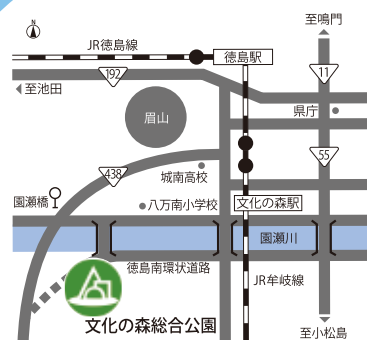 N
至鳴門
JR徳島線
徳島駅
192
11
至池田
県庁
眉山
55
438
城南高校
園瀬橋
八万南小学校
文化の森駅
園瀬川
徳島南環状道路
JR牟岐線
文化の森総合公園
至小松島